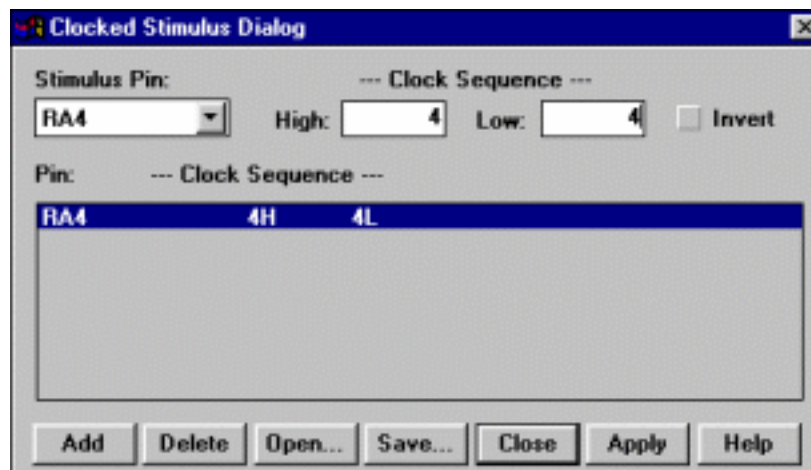 Clocked Stimulus Dialog
Stimulus Pin: --- Clock Sequence ---
RA4 High: 4 Low: 4 Invert
Pin: --- Clock Sequence ---
RA4 4H 4L
Add Delete Open... Save... Close Apply Help